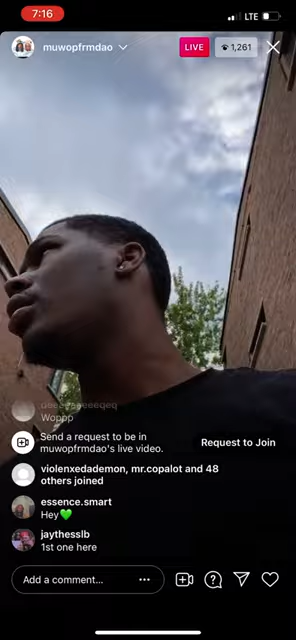 7:16
LTE
muwopfrmdao
LIVE
1,261
Woppp
Send a request to be in
muwopfrmdao's live video.
Request to Join
violenxedademon, mr.copalot and 48
others joined
essence.smart
Hey💚
jaythesslb
1st one here
Add a comment...